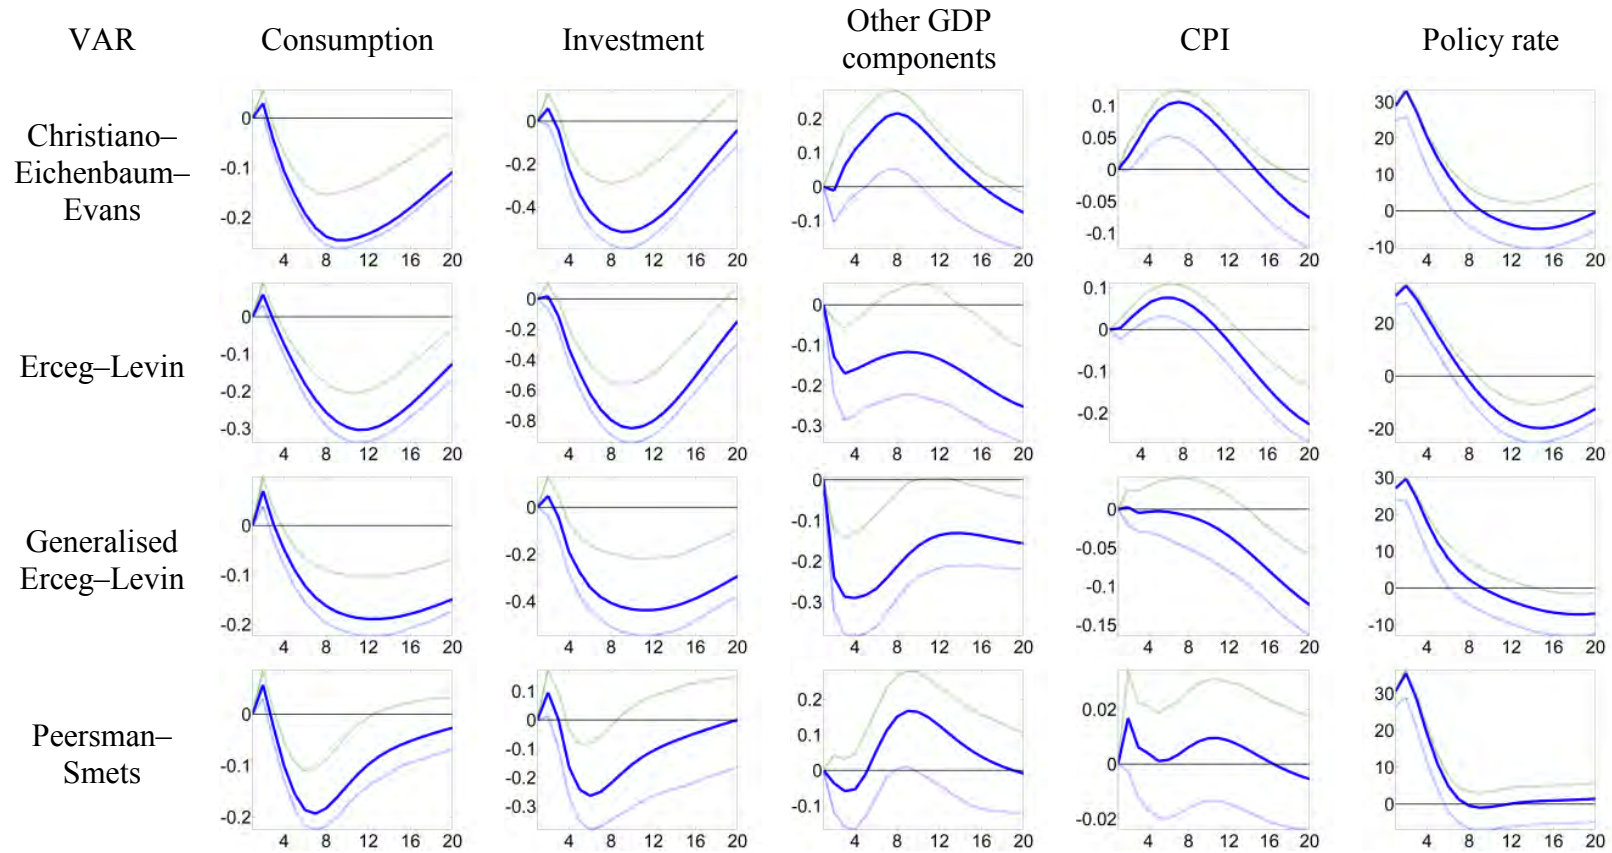 VAR Consumption Investment Other GDP components CPI Policy rate
Christiano–
Eichenbaum–
Evans
0
-0.1
-0.2
4 8 12 16 20
0
-0.2
-0.4
4 8 12 16 20
0.2
0.1
0
-0.1
4 8 12 16 20
0.1
0.05
0
-0.05
-0.1
4 8 12 16 20
30
20
10
0
-10
4 8 12 16 20
Erceg–Levin
0
-0.1
-0.2
-0.3
4 8 12 16 20
0
-0.2
-0.4
-0.6
-0.8
4 8 12 16 20
0
-0.1
-0.2
-0.3
4 8 12 16 20
0.1
0
-0.1
-0.2
4 8 12 16 20
20
0
-20
4 8 12 16 20
Generalised
Erceg–Levin
0
-0.1
-0.2
4 8 12 16 20
0
-0.2
-0.4
4 8 12 16 20
0
-0.1
-0.2
-0.3
4 8 12 16 20
0
-0.05
-0.1
-0.15
4 8 12 16 20
30
20
10
0
-10
4 8 12 16 20
Peersman–
Smets
0
-0.1
-0.2
4 8 12 16 20
0.1
0
-0.1
-0.2
-0.3
4 8 12 16 20
0.2
0.1
0
-0.1
4 8 12 16 20
0.02
0
-0.02
4 8 12 16 20
30
20
10
0
4 8 12 16 20